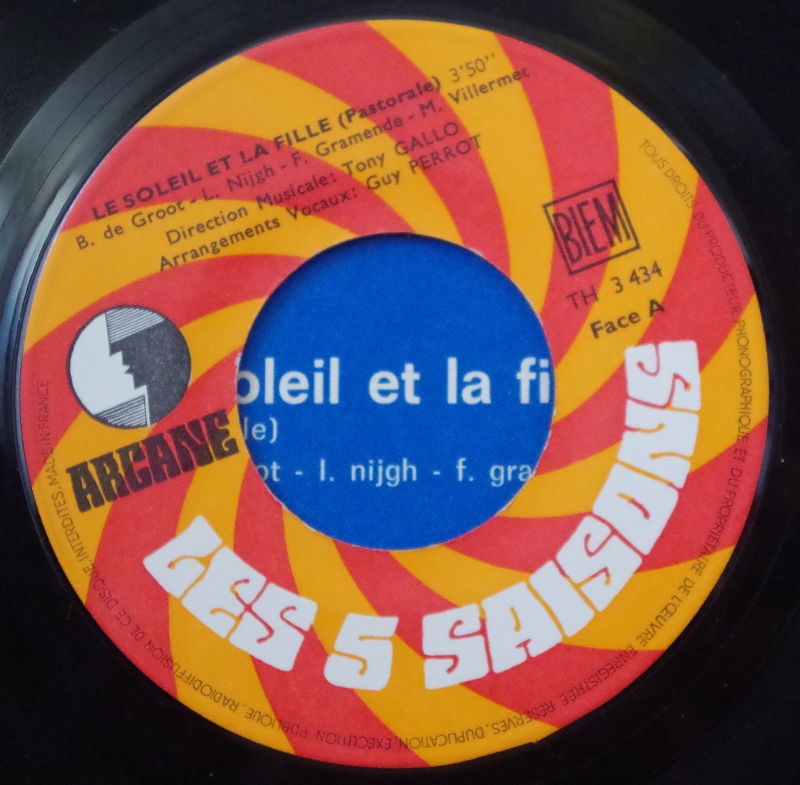 LE SOLEIL ET LA FILLE (Pastorale) 3'50"
B. de Groot - L. Nijgh - F. Gramende - M. Villermet
Direction Musicale: Tony GALLO
Arrangements Vocaux: Guy PERROT
BIEM
TH 3 434
Face A
oleil et la fi
le)
ot - l. nijgh - f. gra
ARCANE
LES 5 SAISONS
TOUS DROITS DU PRODUCTEUR PHONOGRAPHIQUE ET DU PROPRIETAIRE DE L'ŒUVRE ENREGISTRÉE RÉSERVES. DUPLICATION, EXECUTION PUBLIQUE, RADIODIFFUSION DE CE DISQUE INTERDITES. MADE IN FRANCE